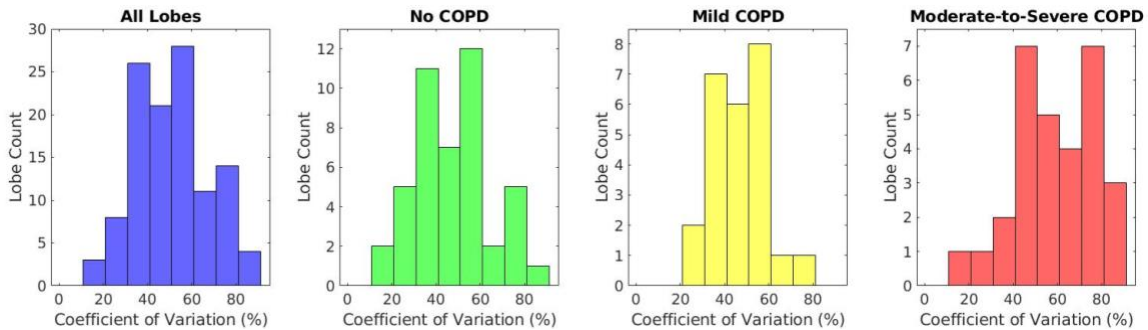 All Lobes
Lobe Count
30
25
20
15
10
5
0
0 20 40 60 80
Coefficient of Variation (%)
No COPD
Lobe Count
12
10
8
6
4
2
0
0 20 40 60 80
Coefficient of Variation (%)
Mild COPD
Lobe Count
8
7
6
5
4
3
2
1
0
0 20 40 60 80
Coefficient of Variation (%)
Moderate-to-Severe COPD
Lobe Count
7
6
5
4
3
2
1
0
0 20 40 60 80
Coefficient of Variation (%)